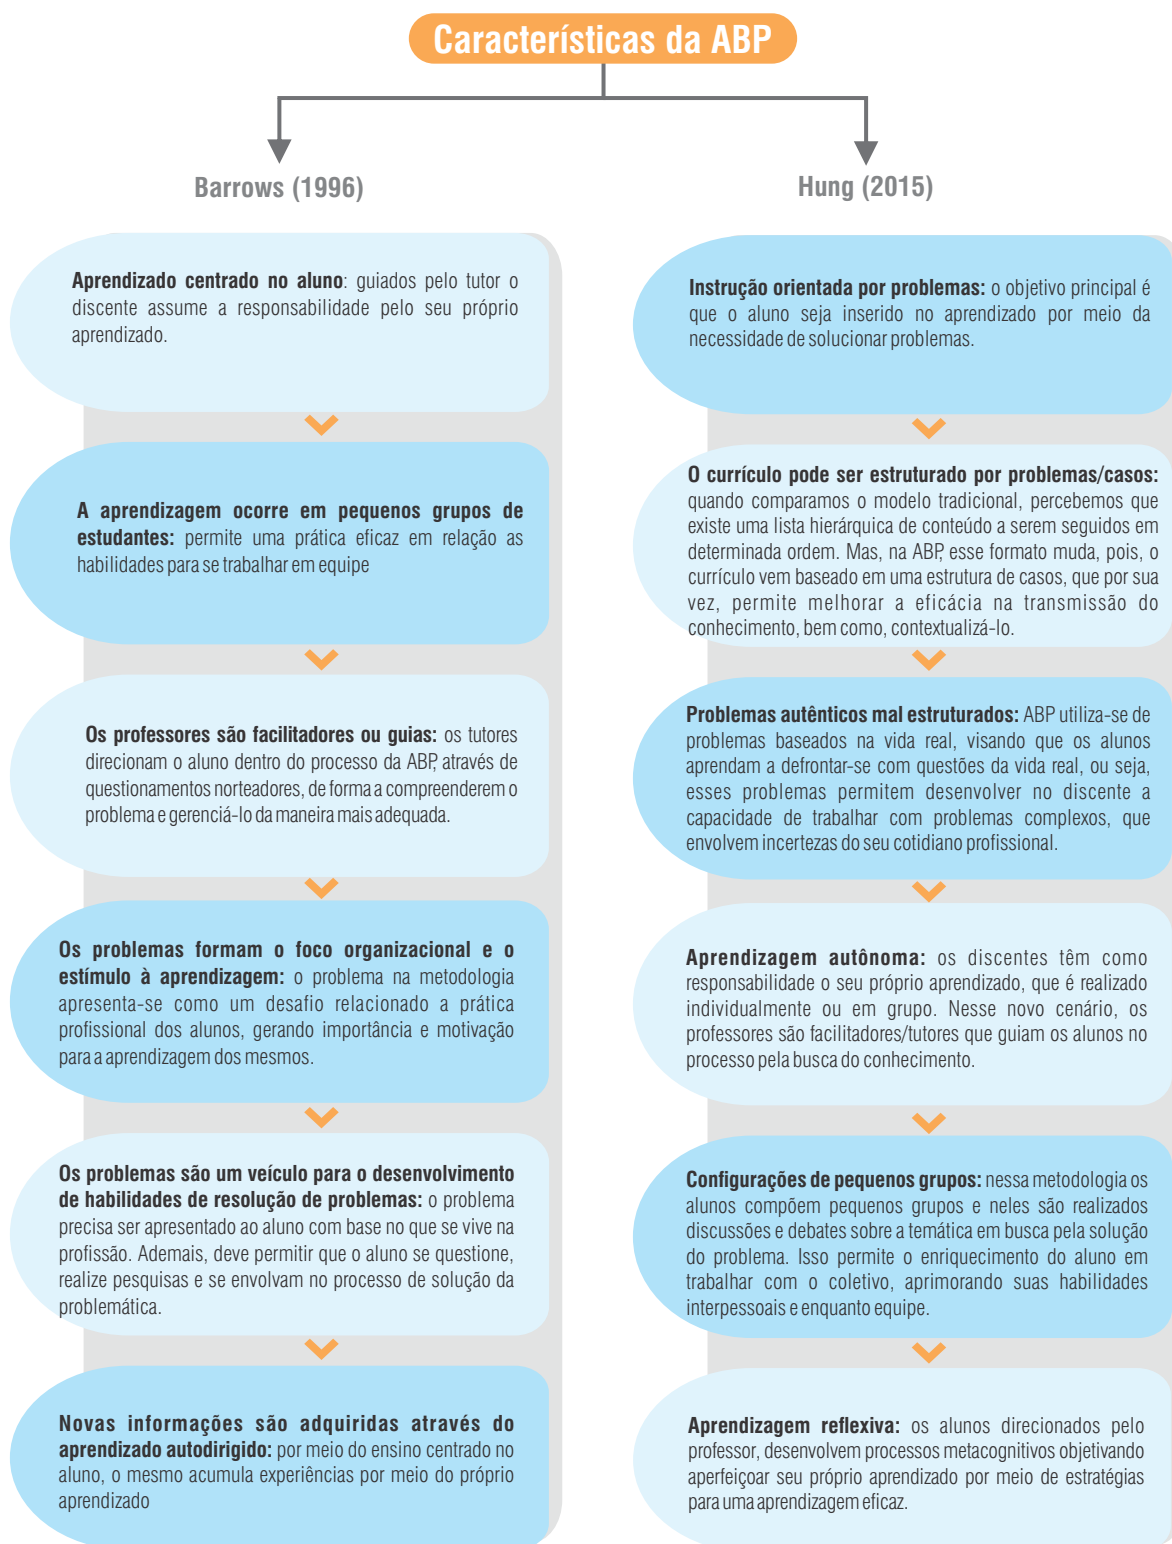 Características da ABP
Barrows (1996)
Aprendizado centrado no aluno: guiados pelo tutor o
discente assume a responsabilidade pelo seu próprio
aprendizado.
A aprendizagem ocorre em pequenos grupos de
estudantes: permite uma prática eficaz em relação as
habilidades para se trabalhar em equipe
Os professores são facilitadores ou guias: os tutores
direcionam o aluno dentro do processo da ABP, através de
questionamentos norteadores, de forma a compreenderem o
problema e gerenciá-lo da maneira mais adequada.
Os problemas formam o foco organizacional e o
estímulo à aprendizagem: o problema na metodologia
apresenta-se como um desafio relacionado a prática
profissional dos alunos, gerando importância e motivação
para a aprendizagem dos mesmos.
Os problemas são um veículo para o desenvolvimento
de habilidades de resolução de problemas: o problema
precisa ser apresentado ao aluno com base no que se vive na
profissão. Ademais, deve permitir que o aluno se questione,
realize pesquisas e se envolvam no processo de solução da
problemática.
Novas informações são adquiridas através do
aprendizado autodirigido: por meio do ensino centrado no
aluno, o mesmo acumula experiências por meio do próprio
aprendizado
Hung (2015)
Instrução orientada por problemas: o objetivo principal é
que o aluno seja inserido no aprendizado por meio da
necessidade de solucionar problemas.
O currículo pode ser estruturado por problemas/casos:
quando comparamos o modelo tradicional, percebemos que
existe uma lista hierárquica de conteúdo a serem seguidos em
determinada ordem. Mas, na ABP, esse formato muda, pois, o
currículo vem baseado em uma estrutura de casos, que por sua
vez, permite melhorar a eficácia na transmissão do
conhecimento, bem como, contextualizá-lo.
Problemas autênticos mal estruturados: ABP utiliza-se de
problemas baseados na vida real, visando que os alunos
aprendam a defrontar-se com questões da vida real, ou seja,
esses problemas permitem desenvolver no discente a
capacidade de trabalhar com problemas complexos, que
envolvem incertezas do seu cotidiano profissional.
Aprendizagem autônoma: os discentes têm como
responsabilidade o seu próprio aprendizado, que é realizado
individualmente ou em grupo. Nesse novo cenário, os
professores são facilitadores/tutores que guiam os alunos no
processo pela busca do conhecimento.
Configurações de pequenos grupos: nessa metodologia os
alunos compõem pequenos grupos e neles são realizados
discussões e debates sobre a temática em busca pela solução
do problema. Isso permite o enriquecimento do aluno em
trabalhar com o coletivo, aprimorando suas habilidades
interpessoais e enquanto equipe.
Aprendizagem reflexiva: os alunos direcionados pelo
professor, desenvolvem processos metacognitivos objetivando
aperfeiçoar seu próprio aprendizado por meio de estratégias
para uma aprendizagem eficaz.